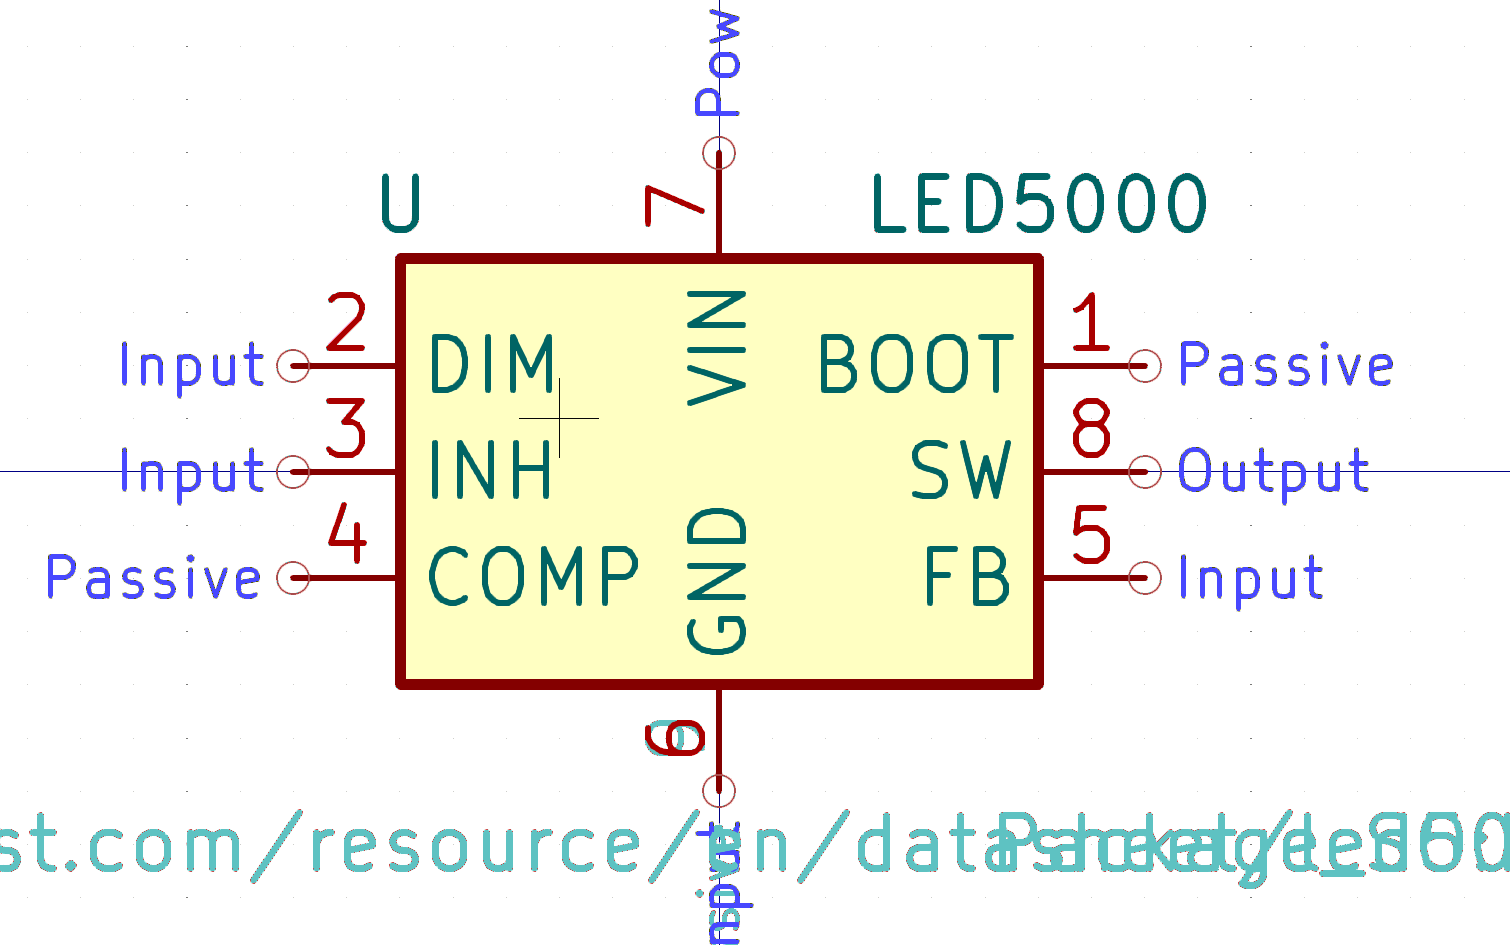 Pow
7
U
LED5000
2
DIM
VIN
BOOT
1
Input
Passive
3
INH
SW
8
Input
Output
4
COMP
GND
FB
5
Passive
Input
6
st.com/resource/en/datasheet/led500
Package_SO
nput